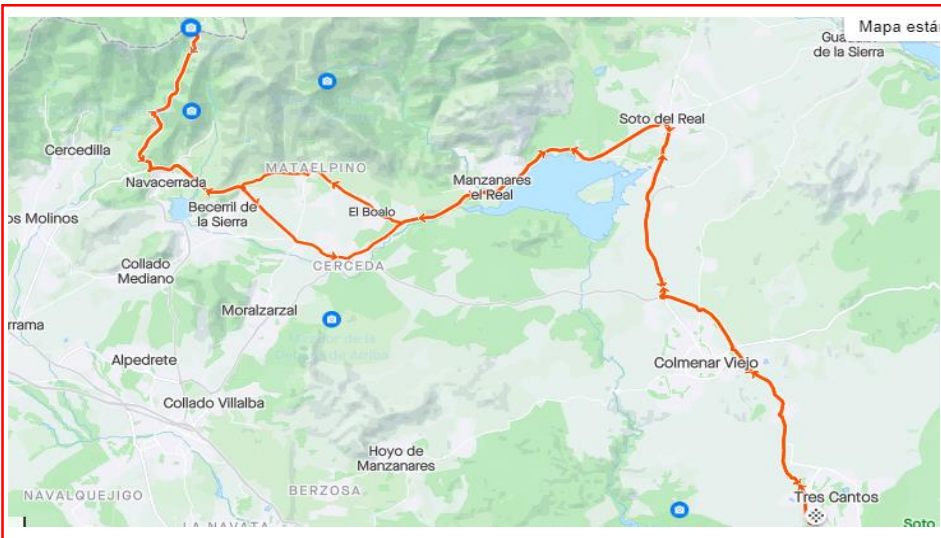 Mapa están
Gua
de la Sierra
Soto del Real
Cercedilla
MATAELPINO
Manzanares
el Real
Navacerrada
Becerril de
la Sierra
El Boalo
os Molinos
CERCEDA
Collado
Mediano
Moralzarzal
rrama
Alpedrete
Colmenar Viejo
Collado Villalba
Hoyo de
Manzanares
BERZOSA
NAVALQUEJIGO
Tres Cantos
LA NAVATA
Soto